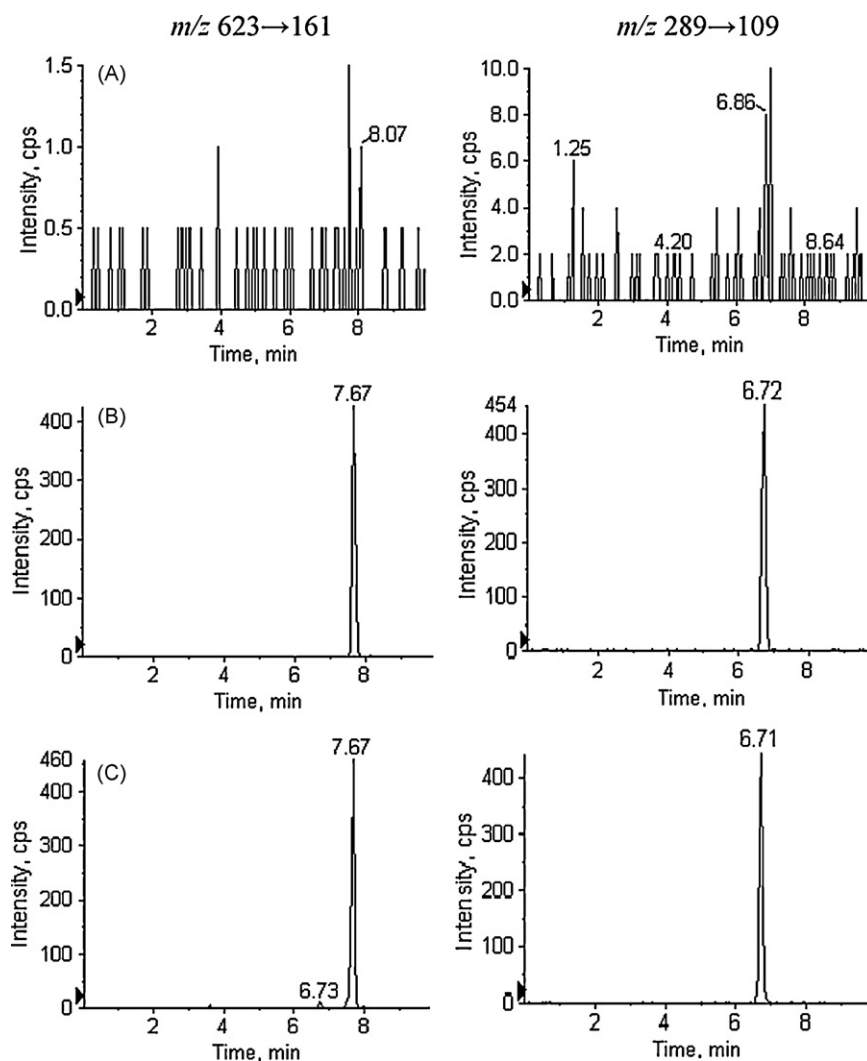 m/z 623→161
m/z 289→109
(A)
1.5
1.0
0.5
0.0
Intensity, cps
8.07
2 4 6 8
Time, min
10.0
8.0
6.0
4.0
2.0
0.0
Intensity, cps
1.25
4.20
6.86
8.64
2 4 6 8
Time, min
(B)
400
300
200
100
0
Intensity, cps
7.67
2 4 6 8
Time, min
454
400
300
200
100
0
Intensity, cps
6.72
2 4 6 8
Time, min
(C)
460
400
300
200
100
0
Intensity, cps
6.73
7.67
2 4 6 8
Time, min
400
300
200
100
0
Intensity, cps
6.71
2 4 6 8
Time, min